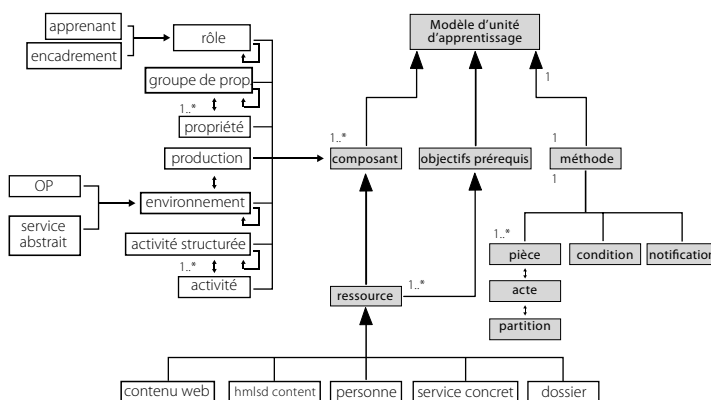 apprenant
encadrement
rôle
groupe de prop.
1..*
propriété
production
OP
service
abstrait
environnement
activité structurée
1..*
activité
Modèle d'unité
d'apprentissage
1
1..*
composant
objectifs prérequis
1
méthode
1
1..*
pièce
condition
notification
acte
partition
ressource
1..*
contenu web
hmlsd content
personne
service concret
dossier